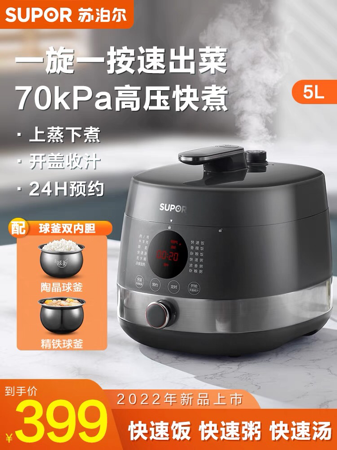 SUPOR 苏泊尔
一旋一按速出菜
70kPa高压快煮
5L
·上蒸下煮
·开盖收汁
·24H预约
配 球釜双内胆
陶晶球釜
精铁球釜
SUPOR
到手价
¥399
2022年新品上市
快速饭 快速粥 快速汤